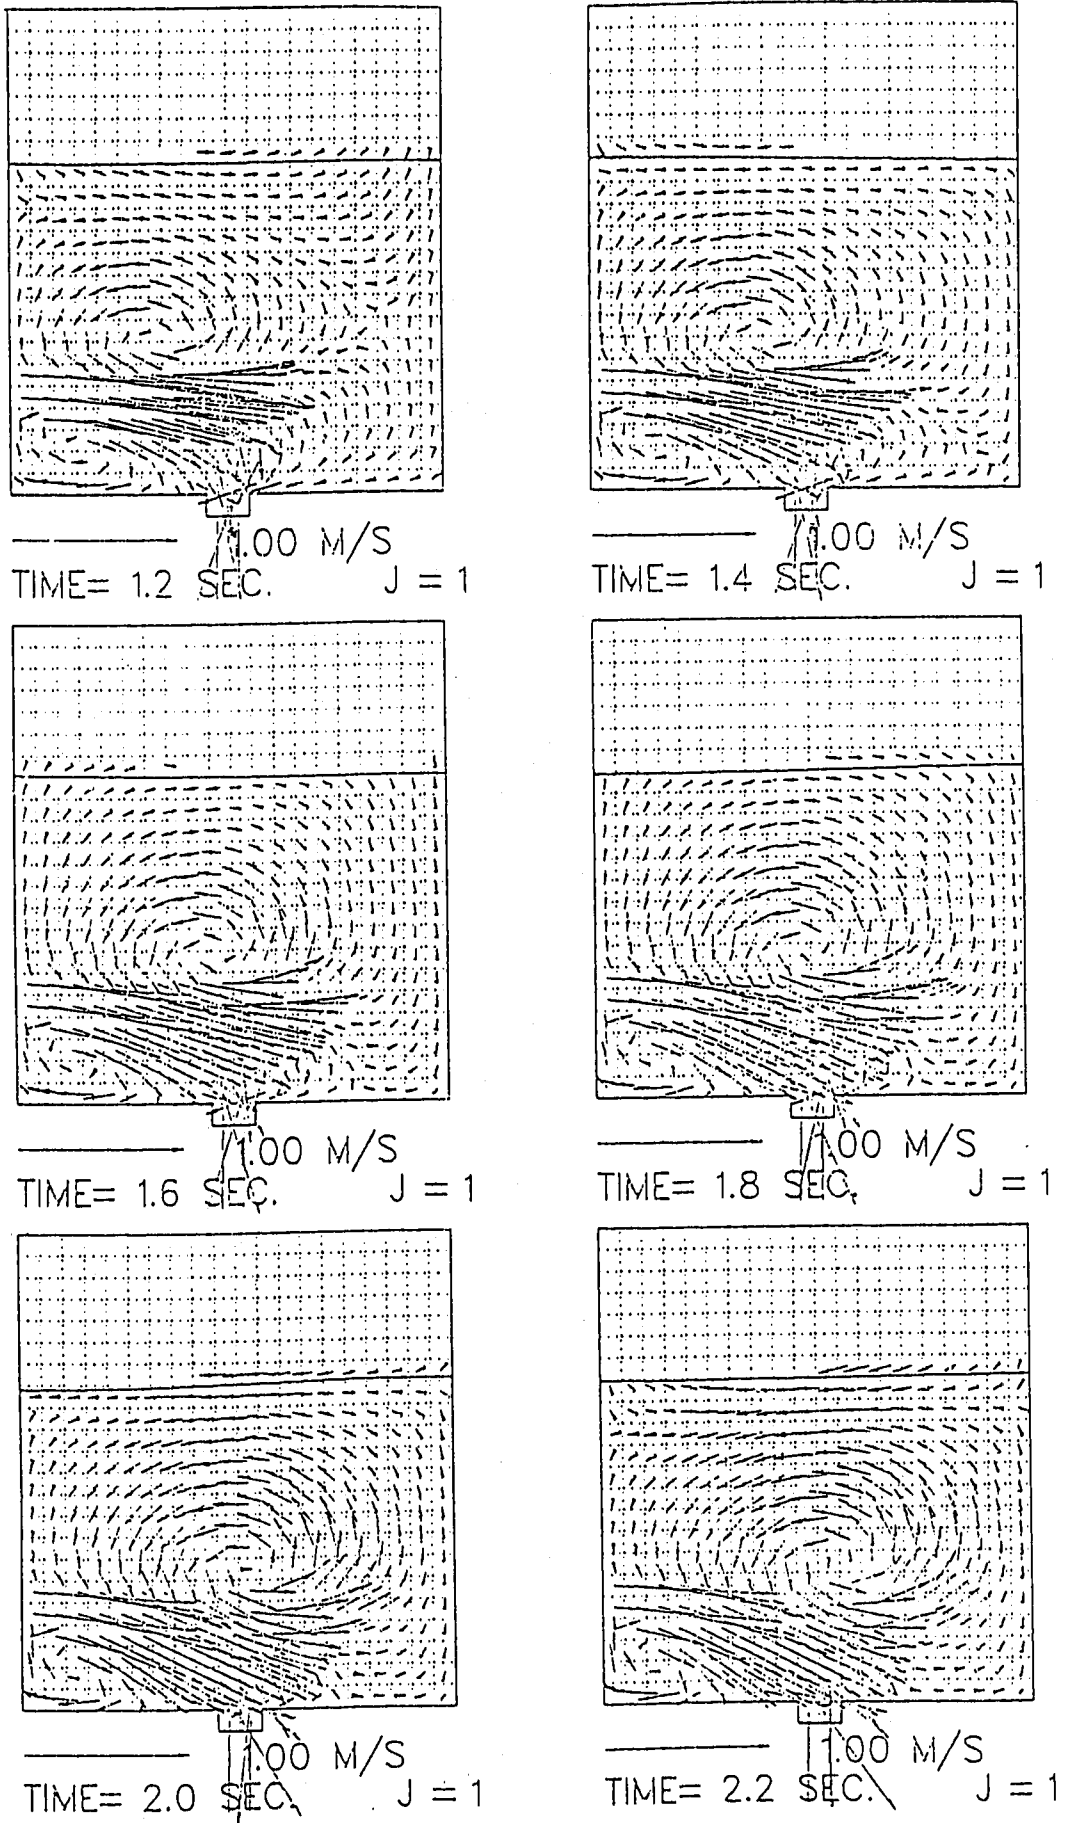 1.00 M/S
TIME= 1.2 SEC. J = 1
1.00 M/S
TIME= 1.4 SEC. J = 1
1.00 M/S
TIME= 1.6 SEC. J = 1
1.00 M/S
TIME= 1.8 SEC. J = 1
1.00 M/S
TIME= 2.0 SEC. J = 1
1.00 M/S
TIME= 2.2 SEC. J = 1